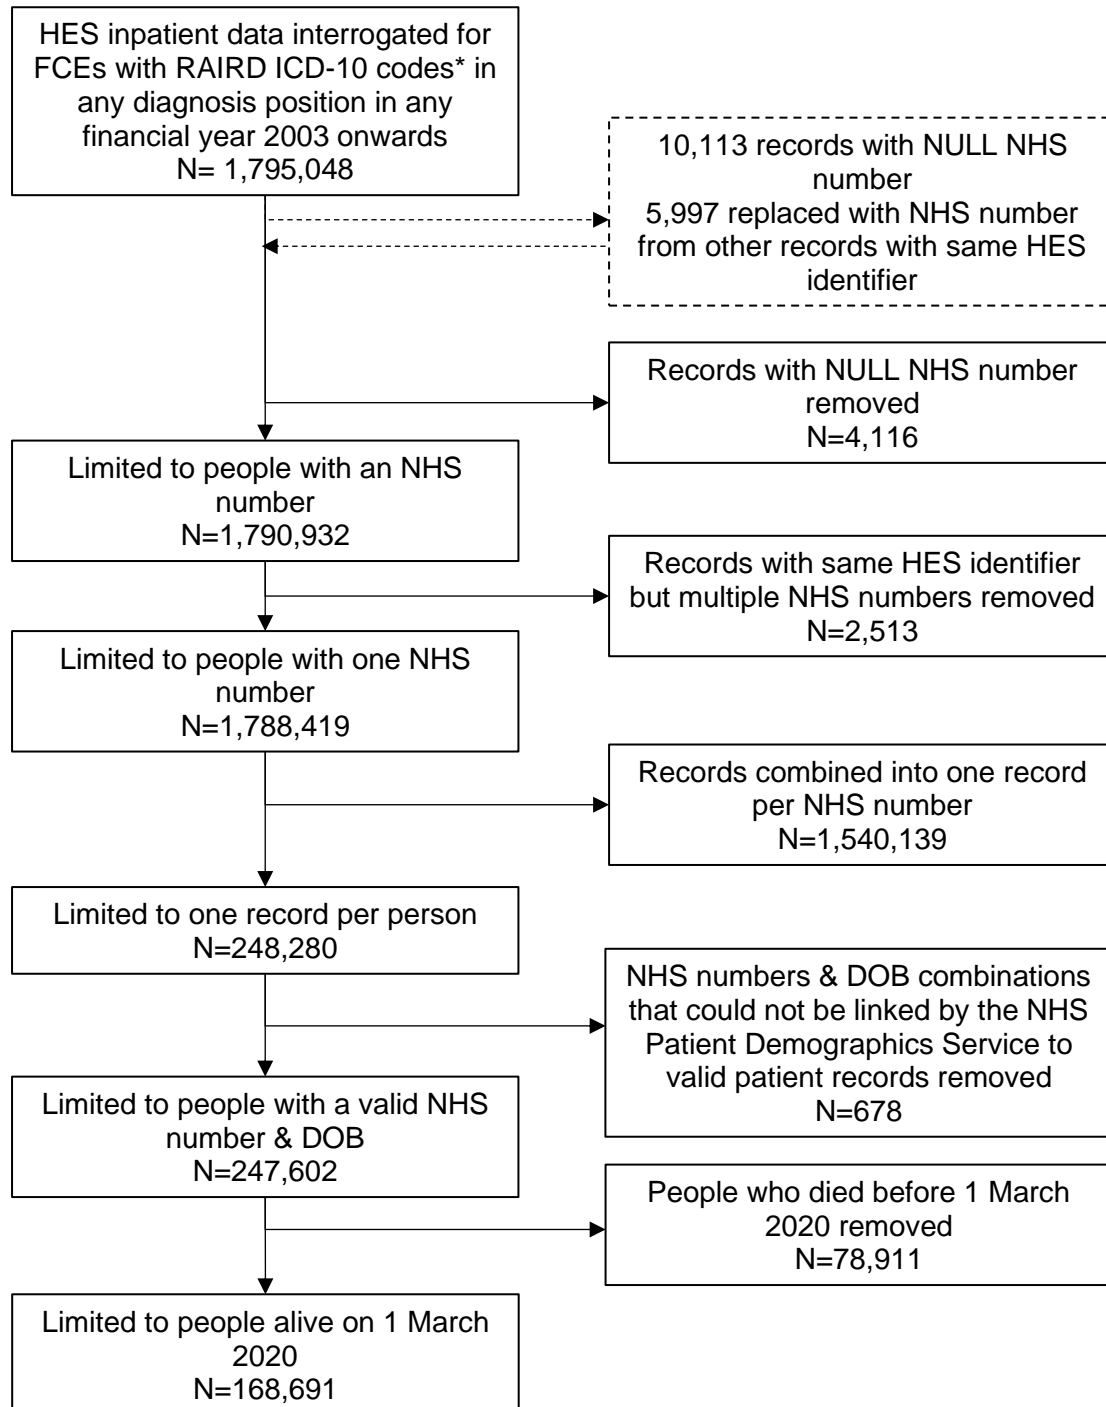 HES inpatient data interrogated for
FCEs with RAIRD ICD-10 codes* in
any diagnosis position in any
financial year 2003 onwards
N= 1,795,048
10,113 records with NULL NHS
number
5,997 replaced with NHS number
from other records with same HES
identifier
Records with NULL NHS number
removed
N=4,116
Limited to people with an NHS
number
N=1,790,932
Records with same HES identifier
but multiple NHS numbers removed
N=2,513
Limited to people with one NHS
number
N=1,788,419
Records combined into one record
per NHS number
N=1,540,139
Limited to one record per person
N=248,280
NHS numbers & DOB combinations
that could not be linked by the NHS
Patient Demographics Service to
valid patient records removed
N=678
Limited to people with a valid NHS
number & DOB
N=247,602
People who died before 1 March
2020 removed
N=78,911
Limited to people alive on 1 March
2020
N=168,691